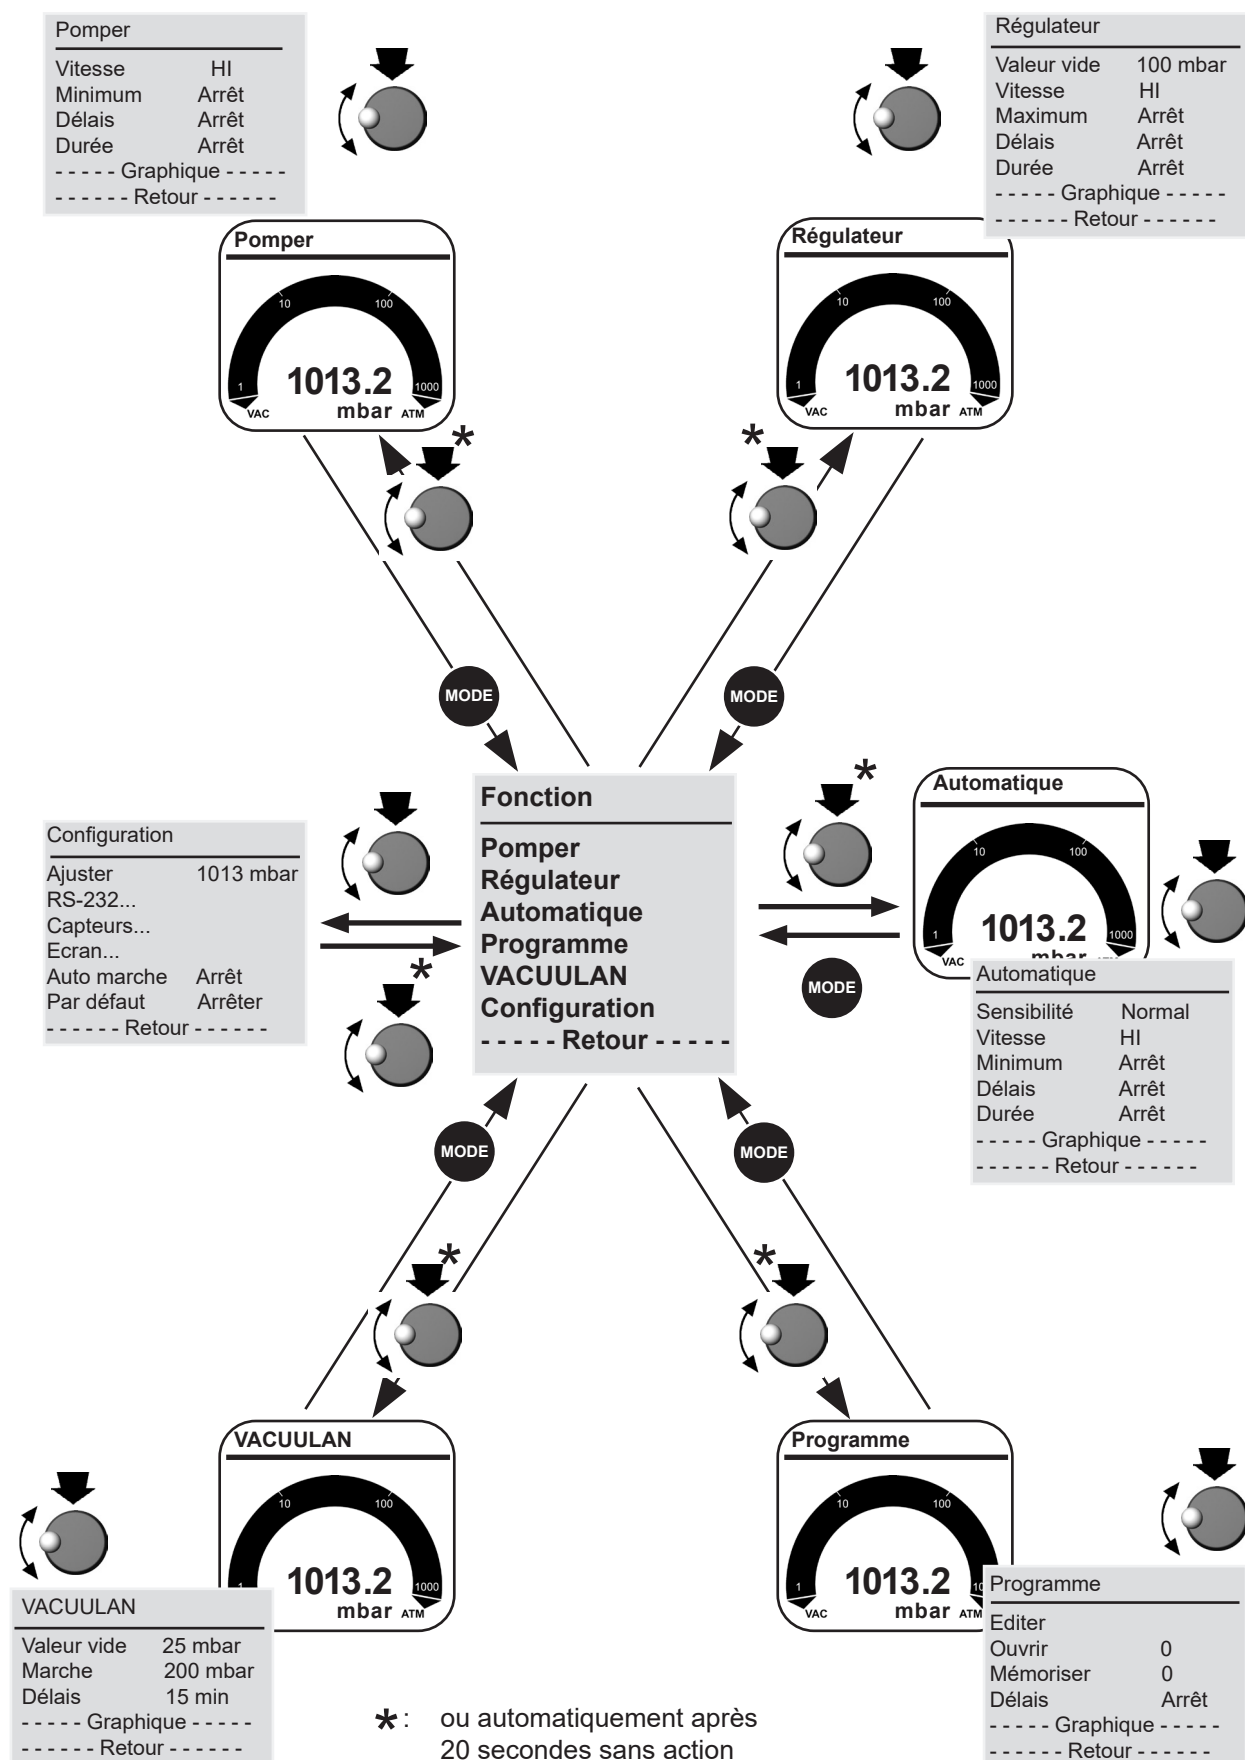 Pomper
Vitesse HI
Minimum Arrêt
Délais Arrêt
Durée Arrêt
- - - - - Graphique - - - - -
- - - - - - Retour - - - - - -
Régulateur
Valeur vide 100 mbar
Vitesse HI
Maximum Arrêt
Délais Arrêt
Durée Arrêt
- - - - - Graphique - - - - -
- - - - - - Retour - - - - - -
Pomper
10 100
1 1013.2 1000
VAC mbar ATM
Régulateur
10 100
1 1013.2 1000
VAC mbar ATM
*
*
MODE
MODE
Fonction
Pomper
Régulateur
Automatique
Programme
VACUULAN
Configuration
- - - - - Retour - - - - -
Configuration
Ajuster 1013 mbar
RS-232...
Capteurs...
Ecran...
Auto marche Arrêt
Par défaut Arrêter
- - - - - - Retour - - - - - -
*
*
Automatique
10 100
1 1013.2 1000
VAC mbar ATM
MODE
Automatique
Sensibilité Normal
Vitesse HI
Minimum Arrêt
Délais Arrêt
Durée Arrêt
- - - - - Graphique - - - - -
- - - - - - Retour - - - - - -
MODE
MODE
*
*
VACUULAN
10 100
1 1013.2 1000
mbar ATM
VACUULAN
Valeur vide 25 mbar
Marche 200 mbar
Délais 15 min
- - - - - Graphique - - - - -
- - - - - - Retour - - - - - -
Programme
10 100
1 1013.2 10
VAC mbar ATM
Programme
Editer
Ouvrir 0
Mémoriser 0
Délais Arrêt
- - - - - Graphique - - - - -
- - - - - - Retour - - - - - -
* : ou automatiquement après
20 secondes sans action